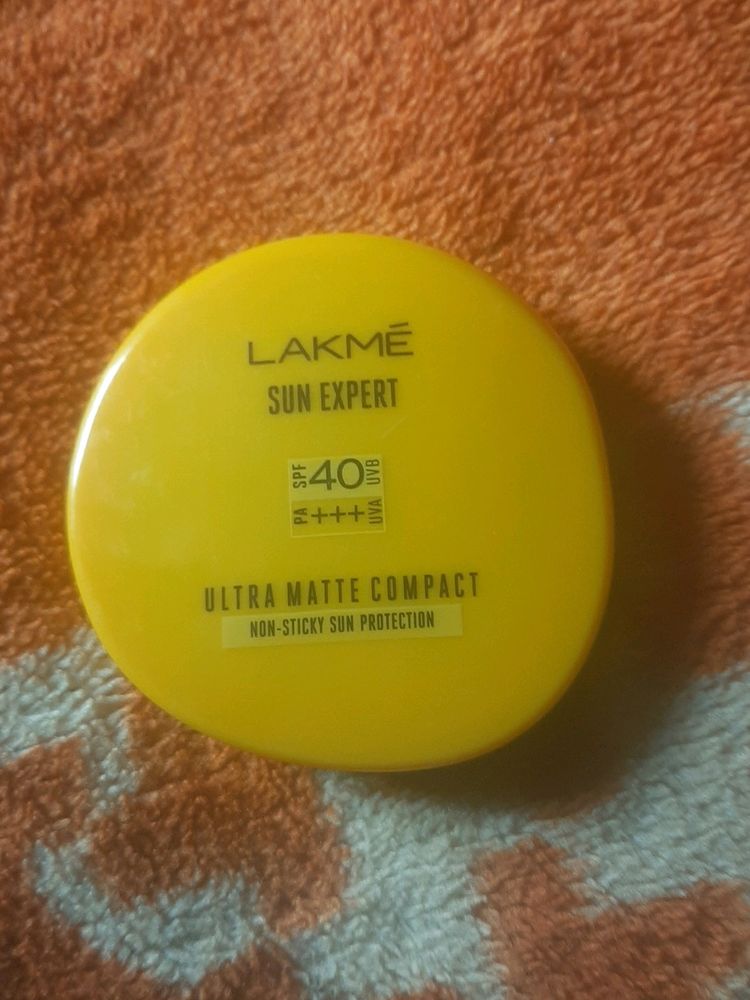 LAKMÉ
SUN EXPERT
SPF 40 UVB
PA +++ UVA
ULTRA MATTE COMPACT
NON-STICKY SUN PROTECTION